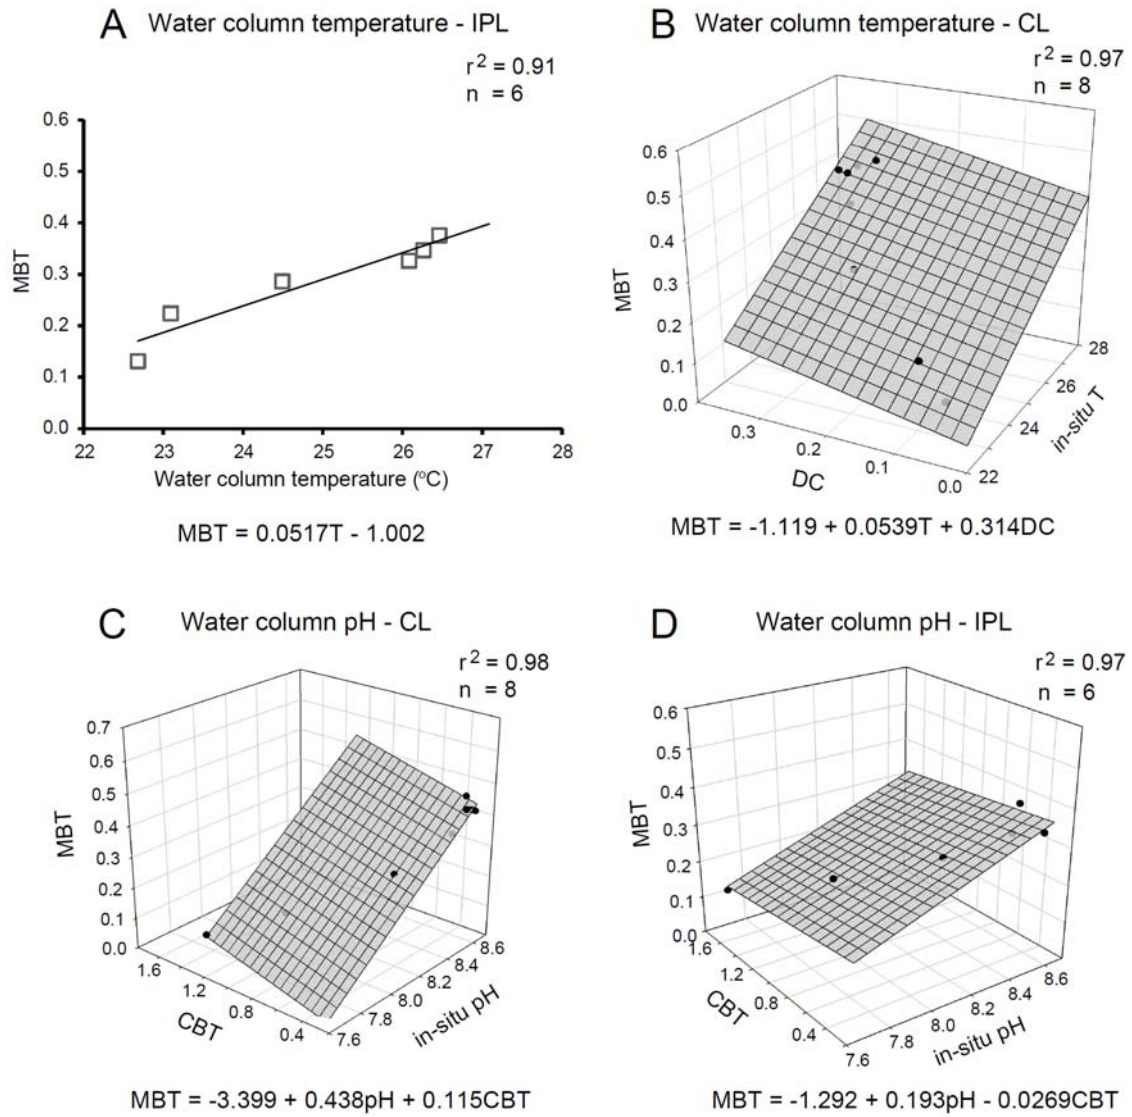 A Water column temperature - IPL
r² = 0.91
n = 6
0.6
0.5
0.4
0.3
0.2
0.1
0.0
MBT
22 23 24 25 26 27 28
Water column temperature (°C)
MBT = 0.0517T - 1.002
B Water column temperature - CL
r² = 0.97
n = 8
0.6
0.5
0.4
0.3
0.2
0.1
0.0
MBT
0.3 0.2 0.1 0.0
DC
22 24 26 28
in-situ T
MBT = -1.119 + 0.0539T + 0.314DC
C Water column pH - CL
r² = 0.98
n = 8
0.7
0.6
0.5
0.4
0.3
0.2
0.1
0.0
MBT
1.6 1.2 0.8 0.4
CBT
7.6 7.8 8.0 8.2 8.4 8.6
in-situ pH
MBT = -3.399 + 0.438pH + 0.115CBT
D Water column pH - IPL
r² = 0.97
n = 6
0.6
0.5
0.4
0.3
0.2
0.1
0.0
MBT
1.6 1.2 0.8 0.4
CBT
7.6 7.8 8.0 8.2 8.4 8.6
in-situ pH
MBT = -1.292 + 0.193pH - 0.0269CBT